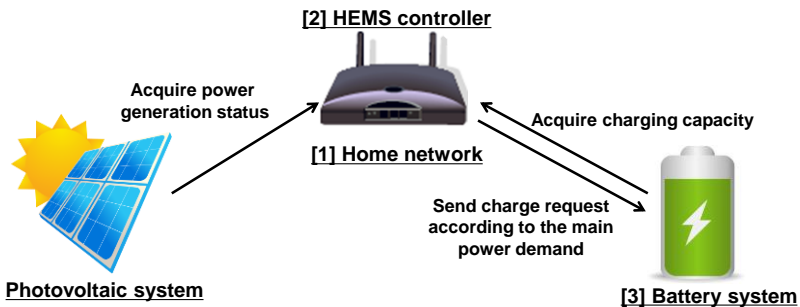 [2] HEMS controller
Acquire power
generation status
Acquire charging capacity
[1] Home network
Send charge request
according to the main
power demand
Photovoltaic system
[3] Battery system